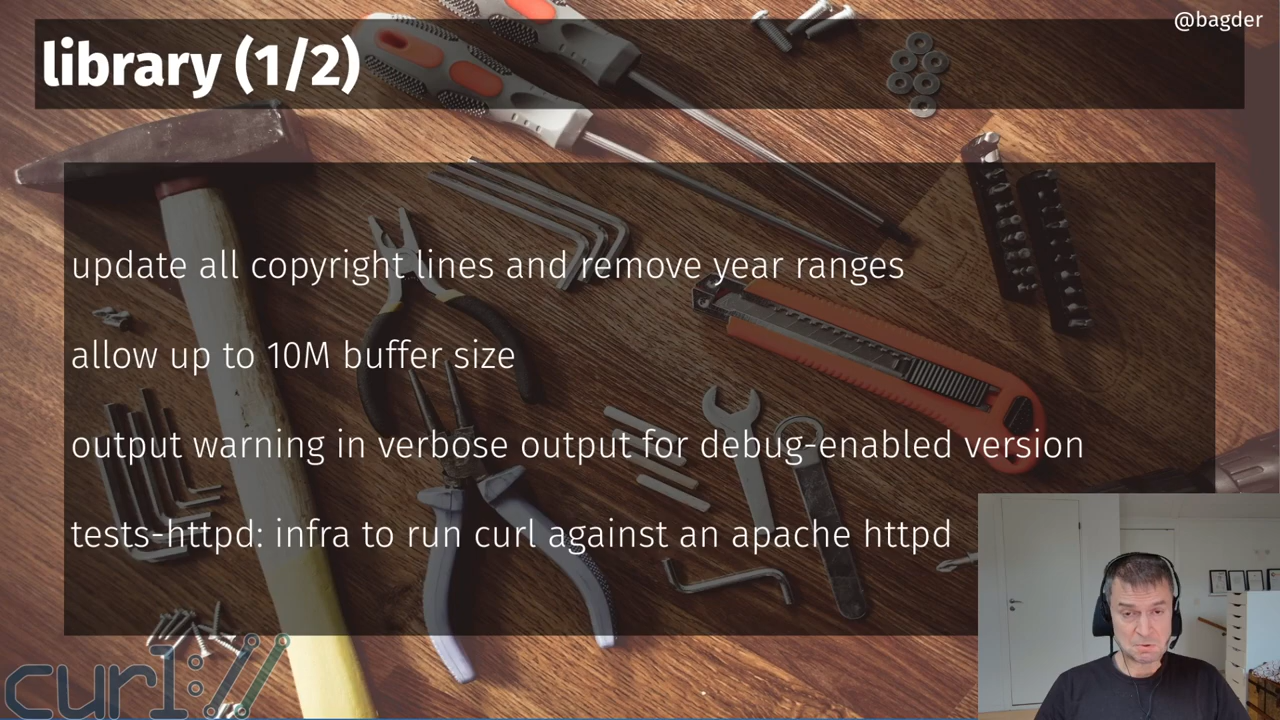 @bagder
library (1/2)
update all copyright lines and remove year ranges
allow up to 10M buffer size
output warning in verbose output for debug-enabled version
tests-httpd: infra to run curl against an apache httpd
curl://